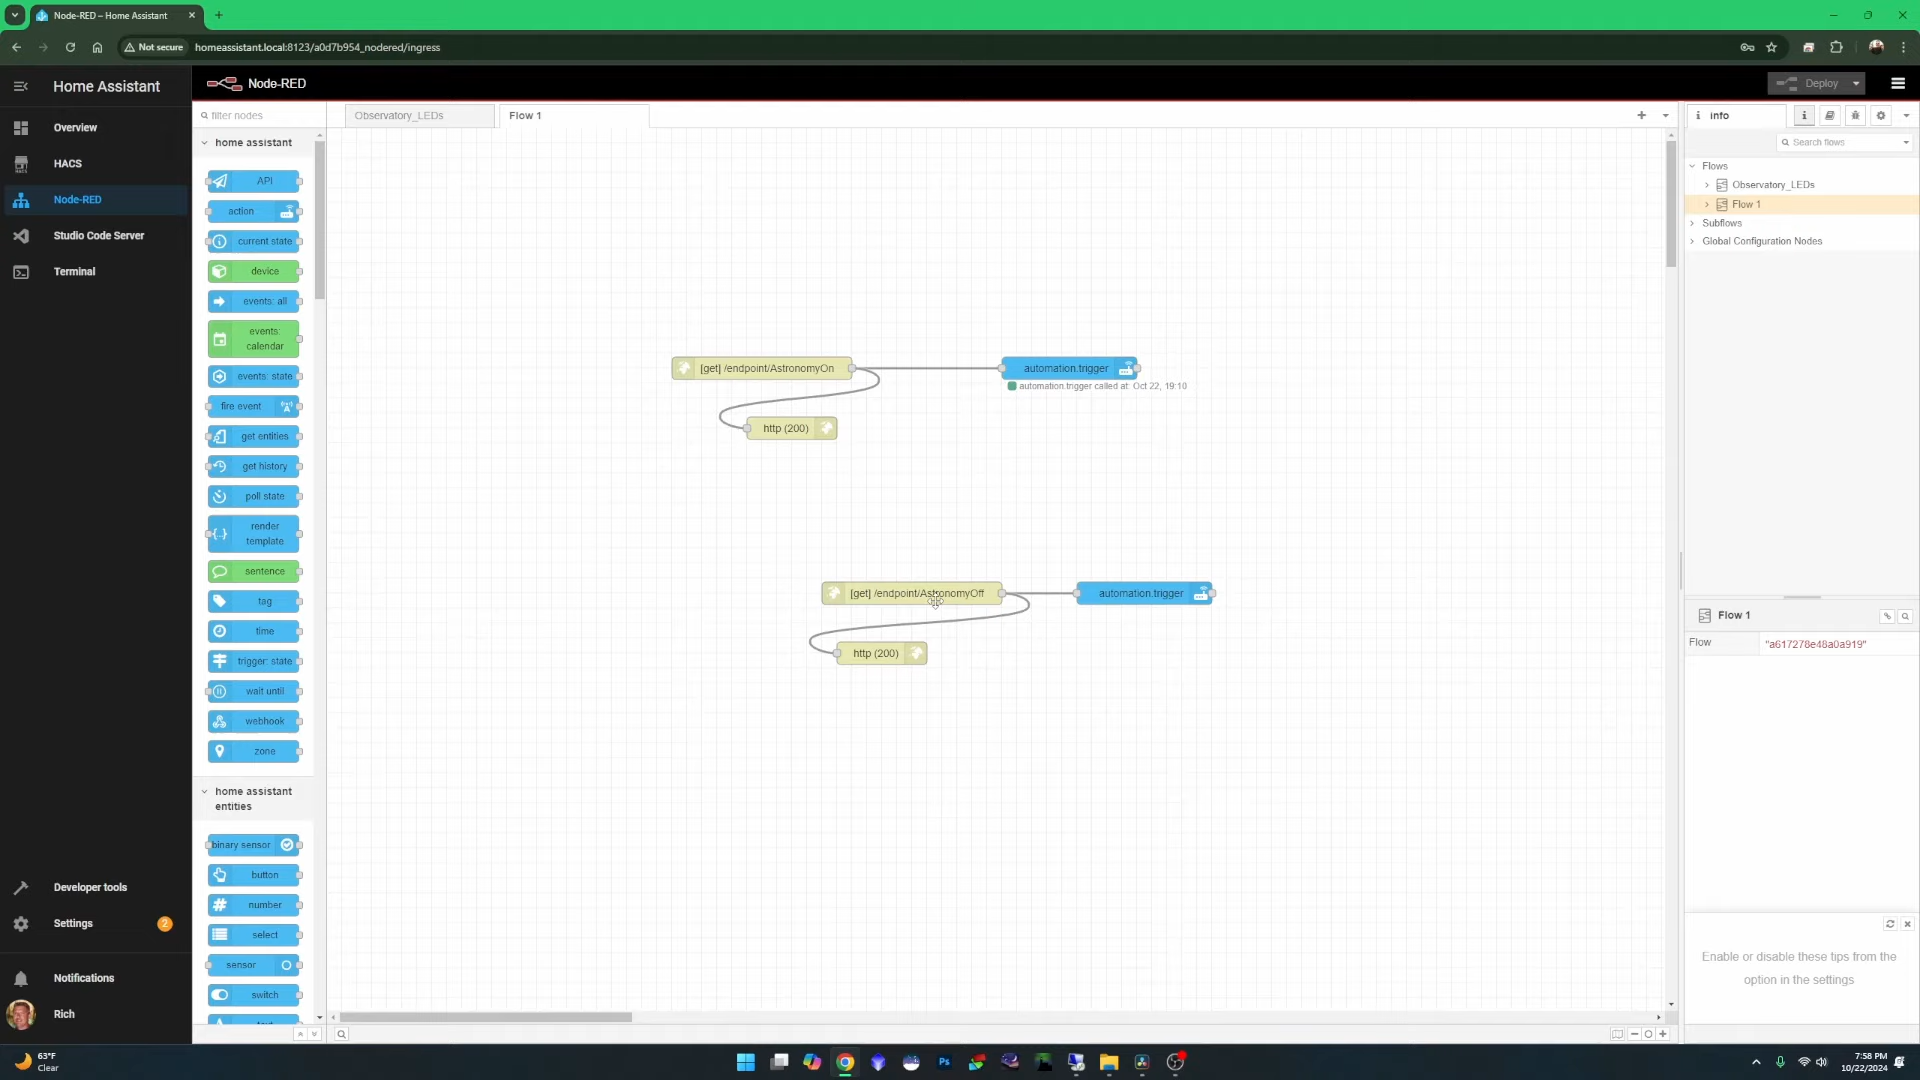 Node-RED – Home Assistant
Not secure
homeassistant.local:8123/a0d7b954_nodered/ingress
Home Assistant
Node-RED
Deploy
Overview
HACS
Node-RED
Studio Code Server
Terminal
Developer tools
Settings
2
Notifications
Rich
filter nodes
home assistant
API
action
current state
device
events: all
events:
calendar
events: state
fire event
get entities
get history
poll state
render
template
sentence
tag
time
trigger: state
wait until
webhook
zone
home assistant
entities
binary sensor
button
number
select
sensor
switch
Observatory_LEDs
Flow 1
[get] /endpoint/AstronomyOn
automation.trigger
automation.trigger called at: Oct 22, 19:10
http (200)
[get] /endpoint/AstronomyOff
automation.trigger
http (200)
info
Search flows
Flows
Observatory_LEDs
Flow 1
Subflows
Global Configuration Nodes
Flow 1
Flow
"a617278e48a0a919"
Enable or disable these tips from the
option in the settings
63°F
Clear
Ps
7:58 PM
10/22/2024